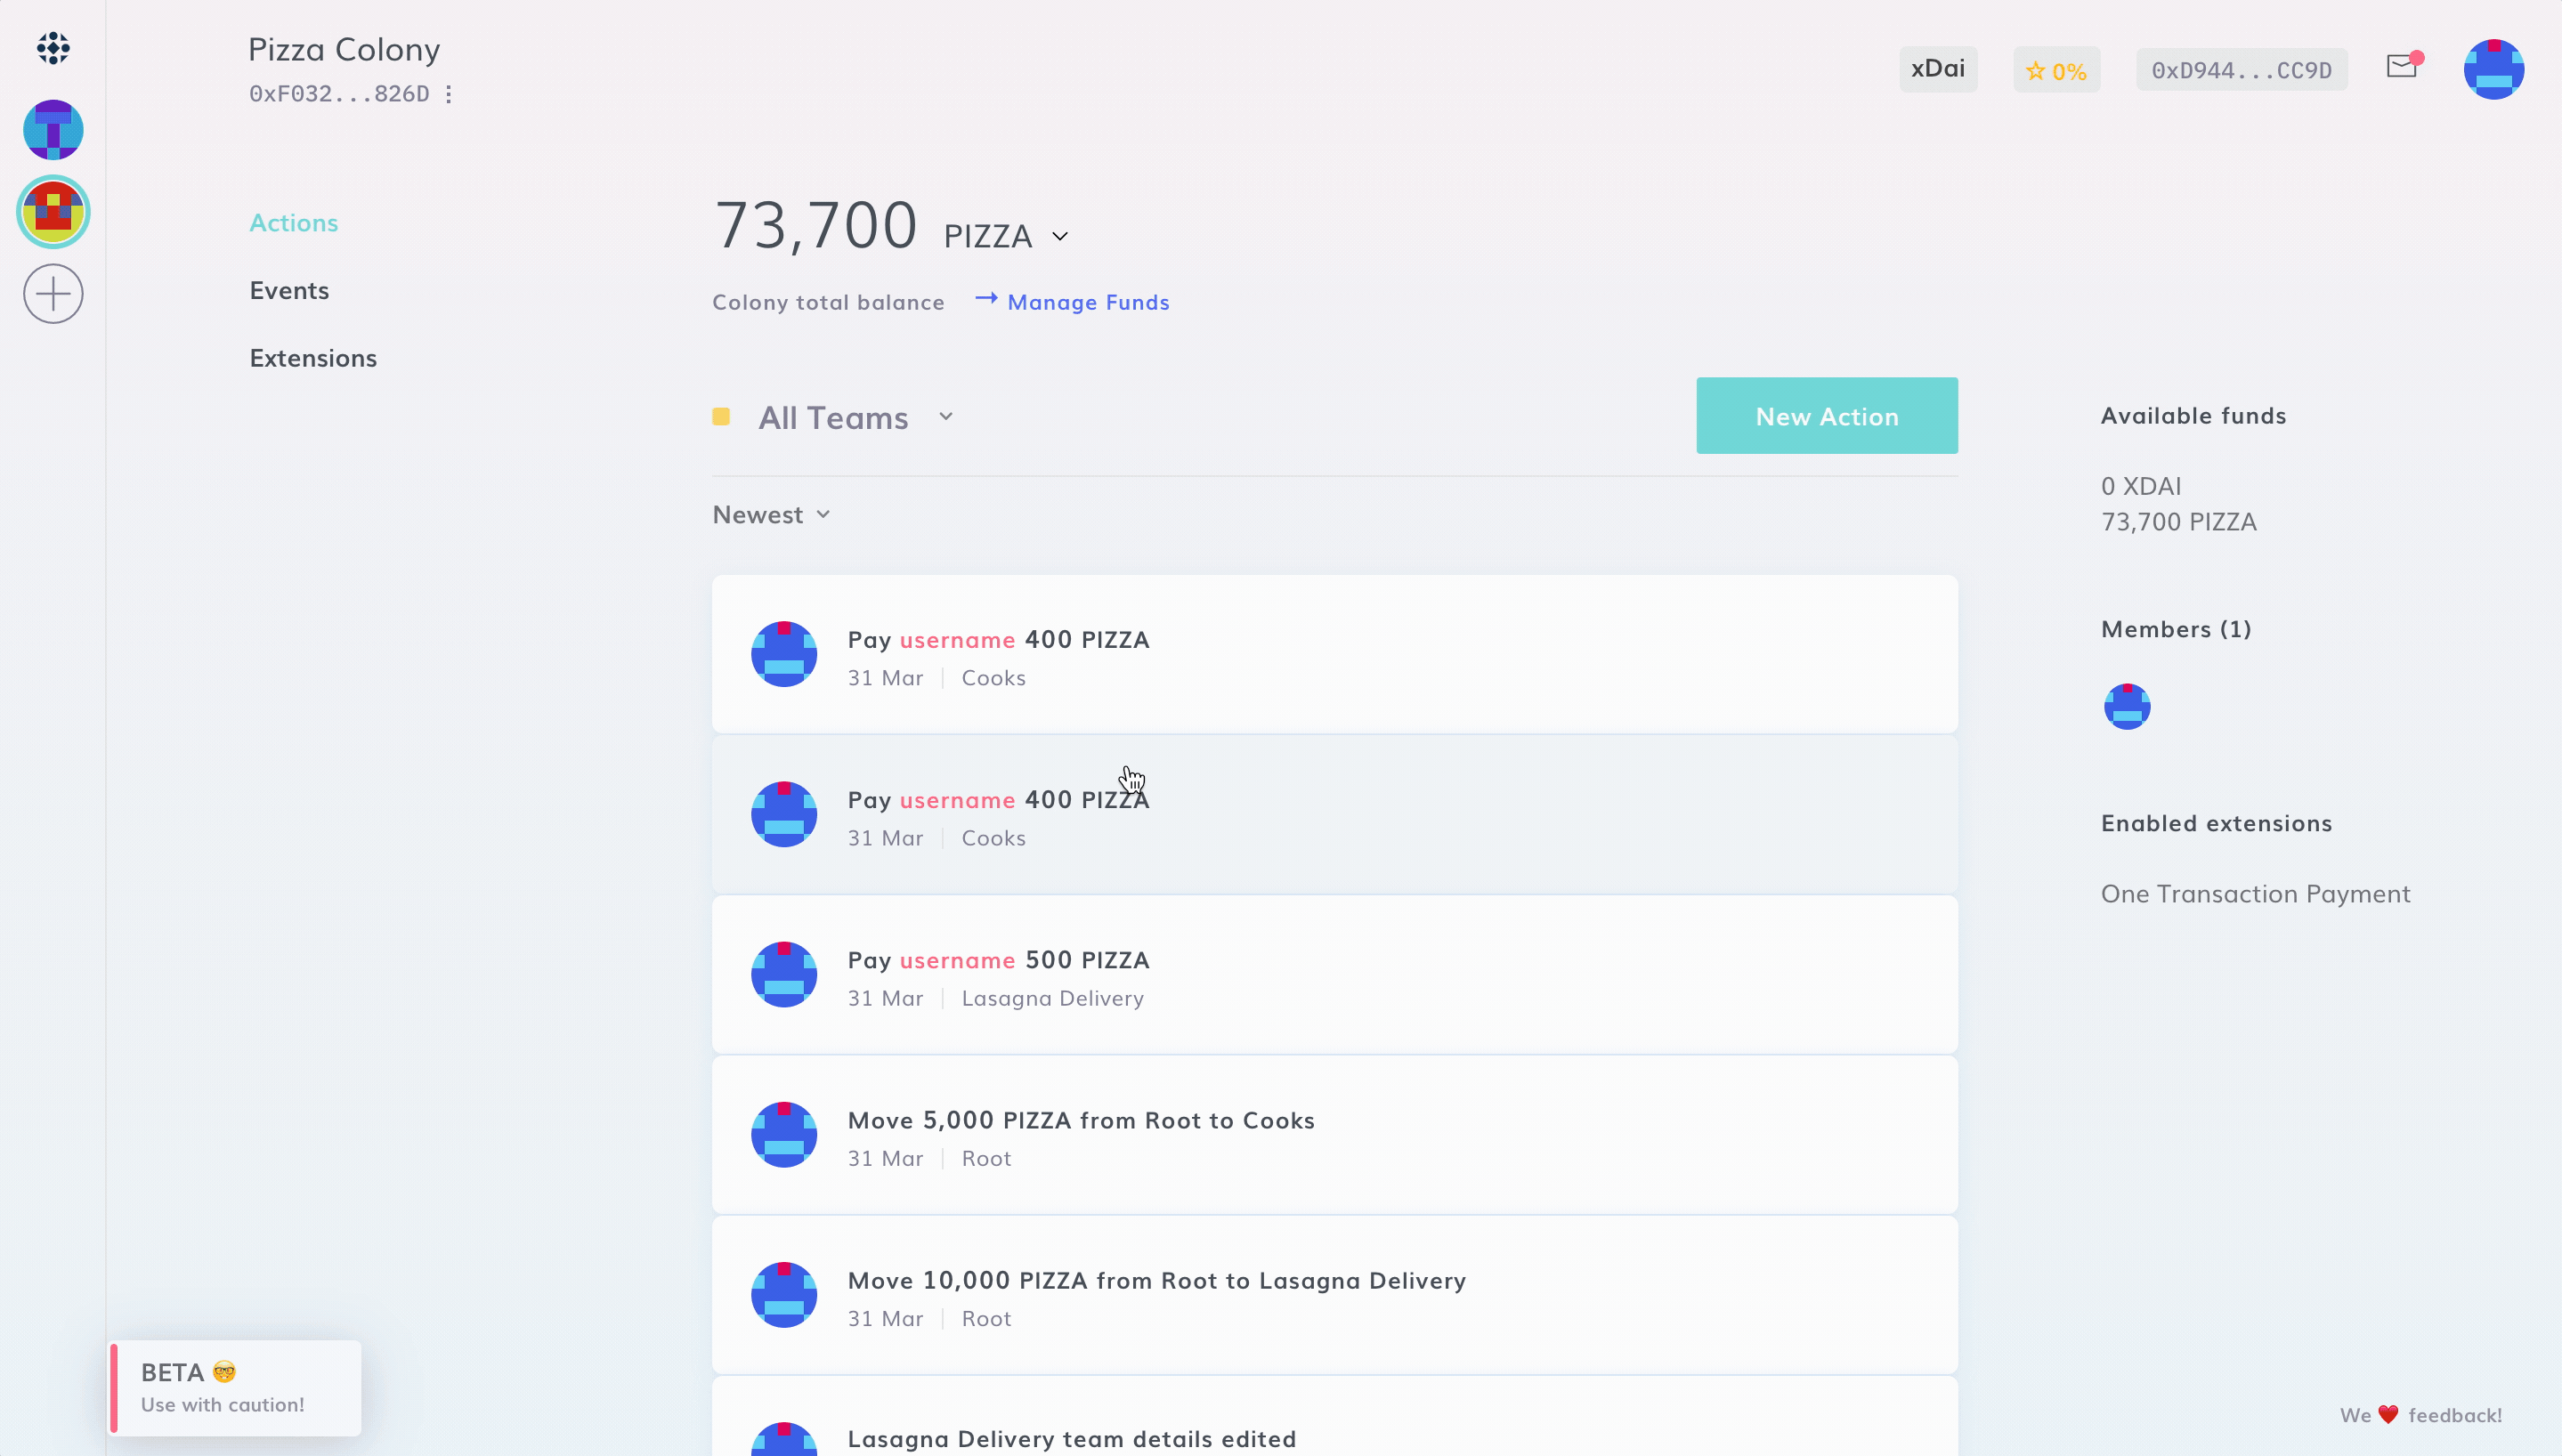 Pizza Colony
0xF032...826D
xDai
0%
0xD944...CC9D
Actions
Events
Extensions
73,700 PIZZA
Colony total balance → Manage Funds
All Teams
New Action
Newest
Pay username 400 PIZZA
31 Mar | Cooks
Pay username 400 PIZZA
31 Mar | Cooks
Pay username 500 PIZZA
31 Mar | Lasagna Delivery
Move 5,000 PIZZA from Root to Cooks
31 Mar | Root
Move 10,000 PIZZA from Root to Lasagna Delivery
31 Mar | Root
Lasagna Delivery team details edited
Available funds
0 XDAI
73,700 PIZZA
Members (1)
Enabled extensions
One Transaction Payment
BETA 🤓
Use with caution!
We ❤️ feedback!